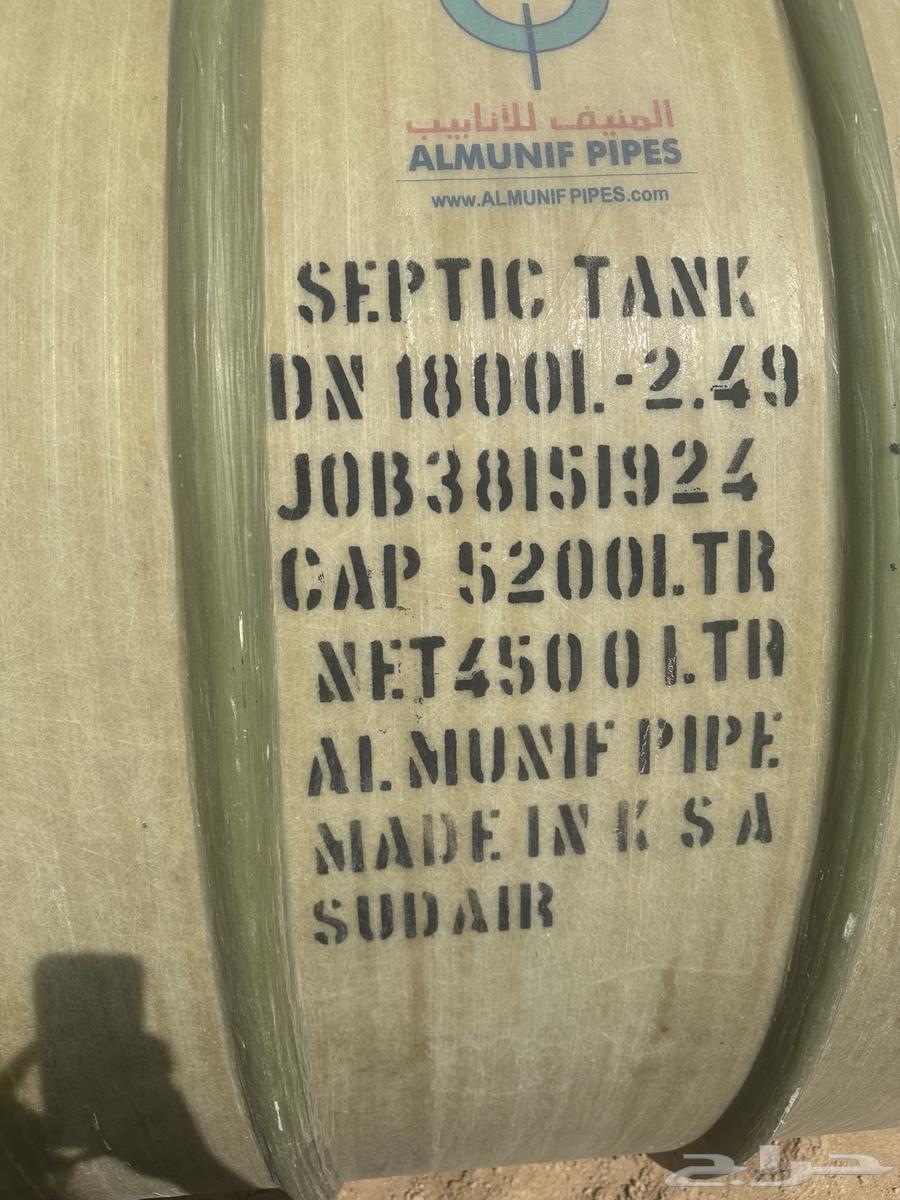 المنيف للأنابيب
ALMUNIF PIPES
www.ALMUNIFPIPES.com
SEPTIC TANK
DN 1800L-2.49
JOB38151924
CAP 5200LTR
NET4500LTR
ALMUNIF PIPE
MADE IN K S A
SUDAIR
حراج